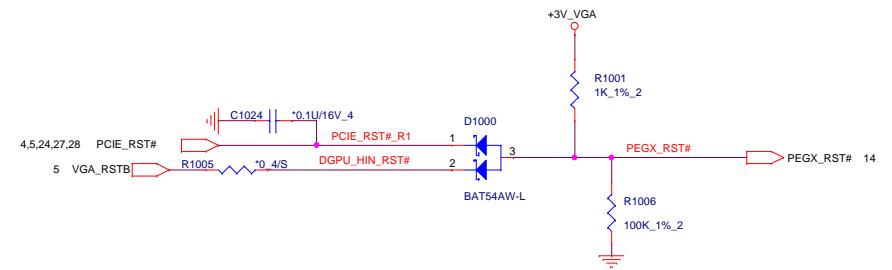 +3V_VGA
R1001
1K_1%_2
C1024
*0.1U/16V_4
D1000
4,5,24,27,28 PCIE_RST#
PCIE_RST#_R1
1
3
PEGX_RST#
PEGX_RST# 14
5 VGA_RSTB
R1005
*0_4/S
DGPU_HIN_RST#
2
BAT54AW-L
R1006
100K_1%_2